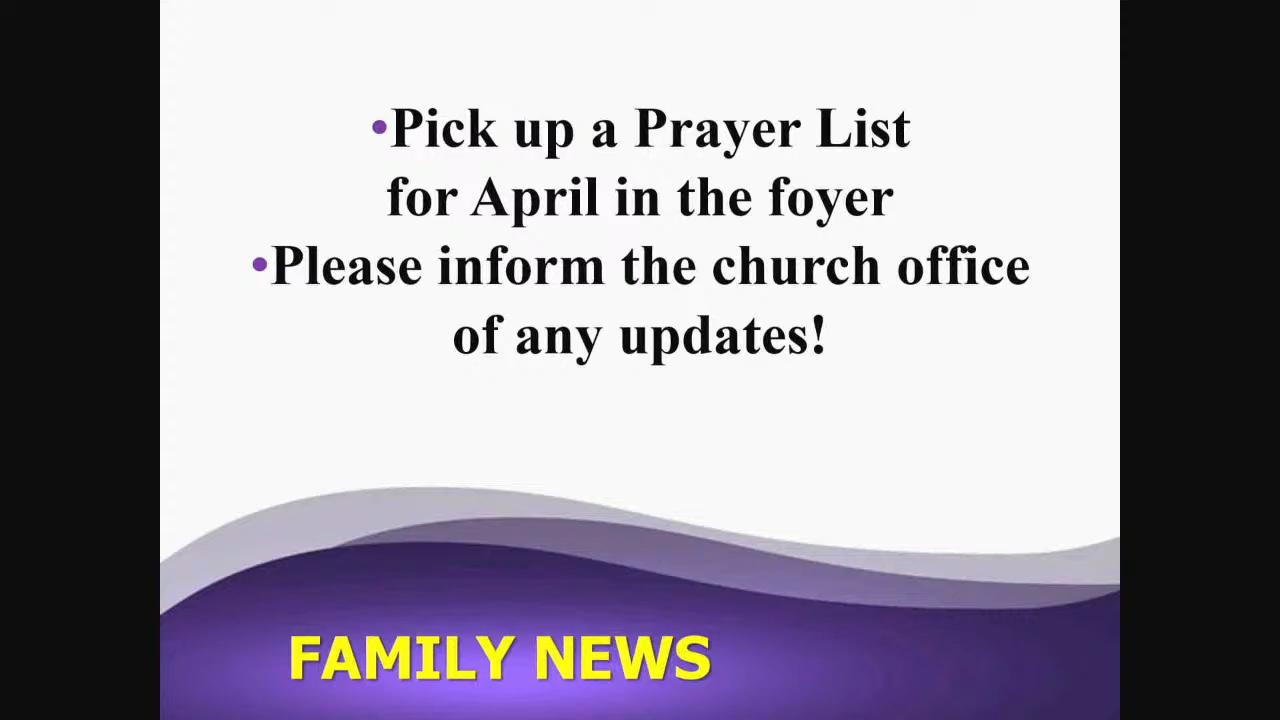 •Pick up a Prayer List
for April in the foyer
•Please inform the church office
of any updates!
FAMILY NEWS